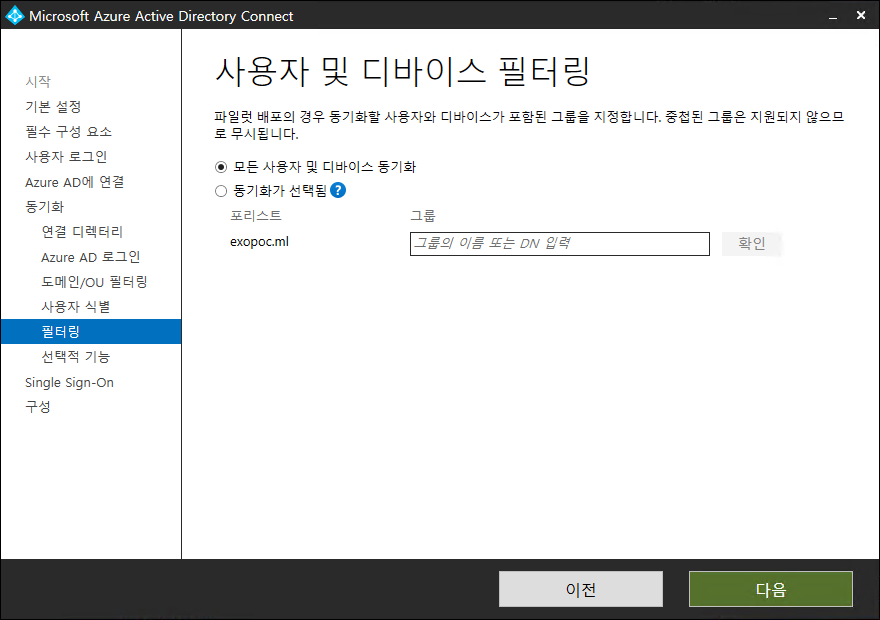 Microsoft Azure Active Directory Connect
시작
기본 설정
필수 구성 요소
사용자 로그인
Azure AD에 연결
동기화
연결 디렉터리
Azure AD 로그인
도메인/OU 필터링
사용자 식별
필터링
선택적 기능
Single Sign-On
구성
사용자 및 디바이스 필터링
파일럿 배포의 경우 동기화할 사용자와 디바이스가 포함된 그룹을 지정합니다. 중첩된 그룹은 지원되지 않으므
로 무시됩니다.
모든 사용자 및 디바이스 동기화
동기화가 선택됨 ?
포리스트 그룹
exopoc.ml 그룹의 이름 또는 DN 입력 확인
이전 다음